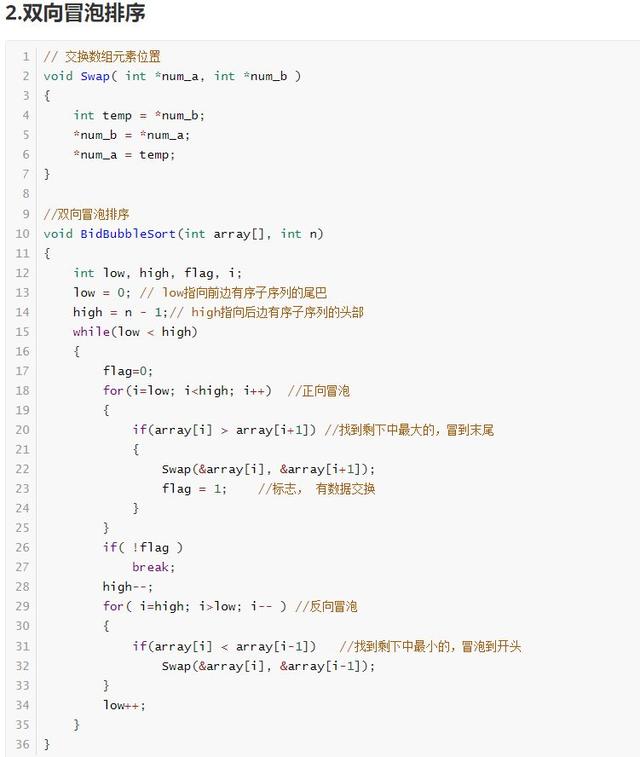 2.双向冒泡排序
1 // 交换数组元素位置
2 void Swap( int *num_a, int *num_b )
3 {
4     int temp = *num_b;
5     *num_b = *num_a;
6     *num_a = temp;
7 }
8
9 //双向冒泡排序
10 void BidBubbleSort(int array[], int n)
11 {
12     int low, high, flag, i;
13     low = 0; // low指向前边有序子序列的尾巴
14     high = n - 1;// high指向后边有序子序列的头部
15     while(low < high)
16     {
17         flag=0;
18         for(i=low; i<high; i++)  //正向冒泡
19         {
20             if(array[i] > array[i+1]) //找到剩下中最大的，冒到末尾
21             {
22                 Swap(&array[i], &array[i+1]);
23                 flag = 1;    //标志， 有数据交换
24             }
25         }
26         if( !flag )
27             break;
28         high--;
29         for( i=high; i>low; i-- ) //反向冒泡
30         {
31             if(array[i] < array[i-1])   //找到剩下中最小的，冒泡到开头
32                 Swap(&array[i], &array[i-1]);
33         }
34         low++;
35     }
36 }